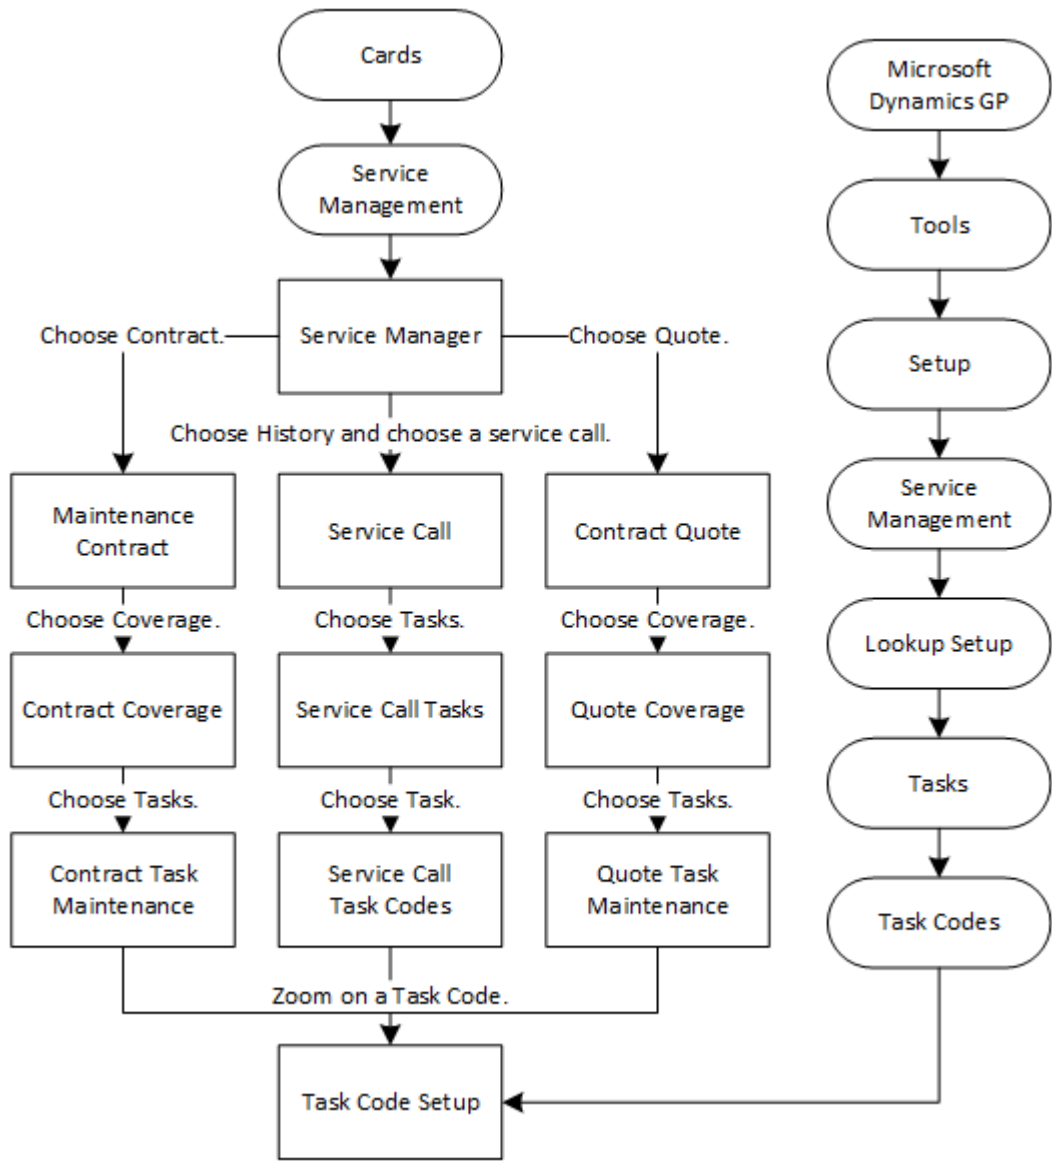 Cards
Microsoft
Dynamics GP
Service
Management
Tools
Choose Contract.
Service Manager
Choose Quote.
Setup
Choose History and choose a service call.
Maintenance
Contract
Service Call
Contract Quote
Service
Management
Choose Coverage.
Choose Tasks.
Choose Coverage.
Lookup Setup
Contract Coverage
Service Call Tasks
Quote Coverage
Choose Tasks.
Choose Task.
Choose Tasks.
Tasks
Contract Task
Maintenance
Service Call
Task Codes
Quote Task
Maintenance
Task Codes
Zoom on a Task Code.
Task Code Setup